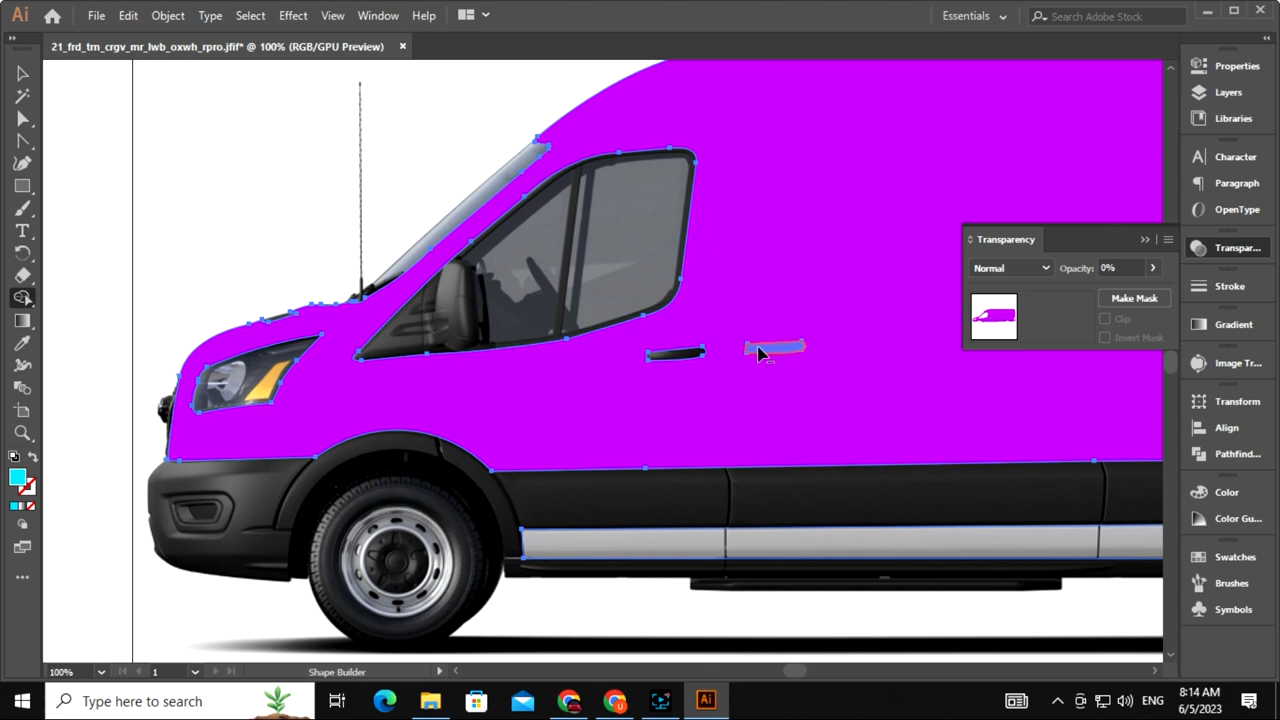 Ai File Edit Object Type Select Effect View Window Help Essentials Search Adobe Stock
21_frd_trn_crgv_mr_lwb_oxwh_rpro.jfif* @ 100% (RGB/GPU Preview) ×
Properties
Layers
Libraries
Character
Paragraph
OpenType
Transpar...
Stroke
Gradient
Image Tr...
Transform
Align
Pathfind...
Color
Color Gu...
Swatches
Brushes
Symbols
Transparency
Normal Opacity: 0%
Make Mask
Clip
Invert Mask
100% 1 Shape Builder
Type here to search
Ai
ENG
8:14 AM
6/5/2023